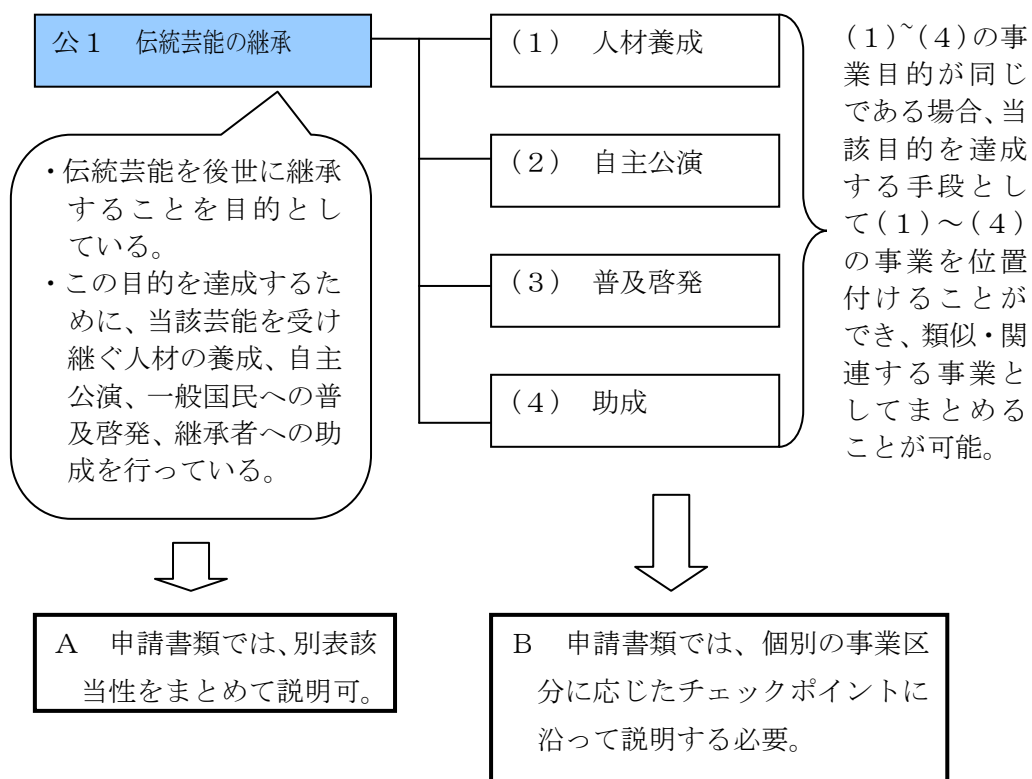 公１　伝統芸能の継承
・伝統芸能を後世に継承
することを目的とし
ている。
・この目的を達成するた
めに、当該芸能を受け
継ぐ人材の養成、自主
公演、一般国民への普
及啓発、継承者への助
成を行っている。
（１）　人材養成
（２）　自主公演
（３）　普及啓発
（４）　助成
(１)~(４)の事
業目的が同じ
である場合、当
該目的を達成
する手段とし
て(１)～(４)
の事業を位置
付けることが
でき、類似・関
連する事業と
してまとめる
ことが可能。
Ａ　申請書類では、別表該
当性をまとめて説明可。
Ｂ　申請書類では、個別の事業区
分に応じたチェックポイントに
沿って説明する必要。